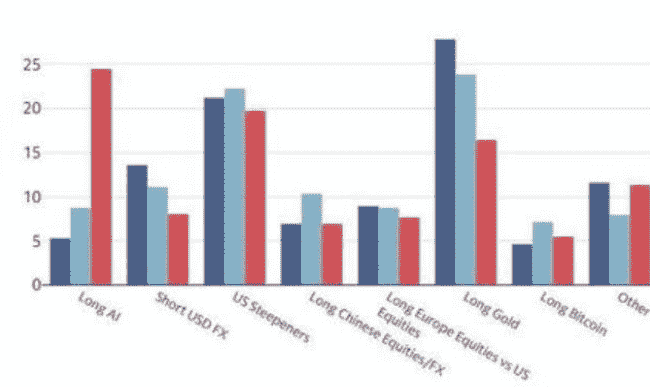 25
20
15
10
5
0
Long AI
Short USD FX
US Steepeners
Long Chinese Equities/FX
Long Europe Equities vs US
Equities
Long Gold
Long Bitcoin
Other